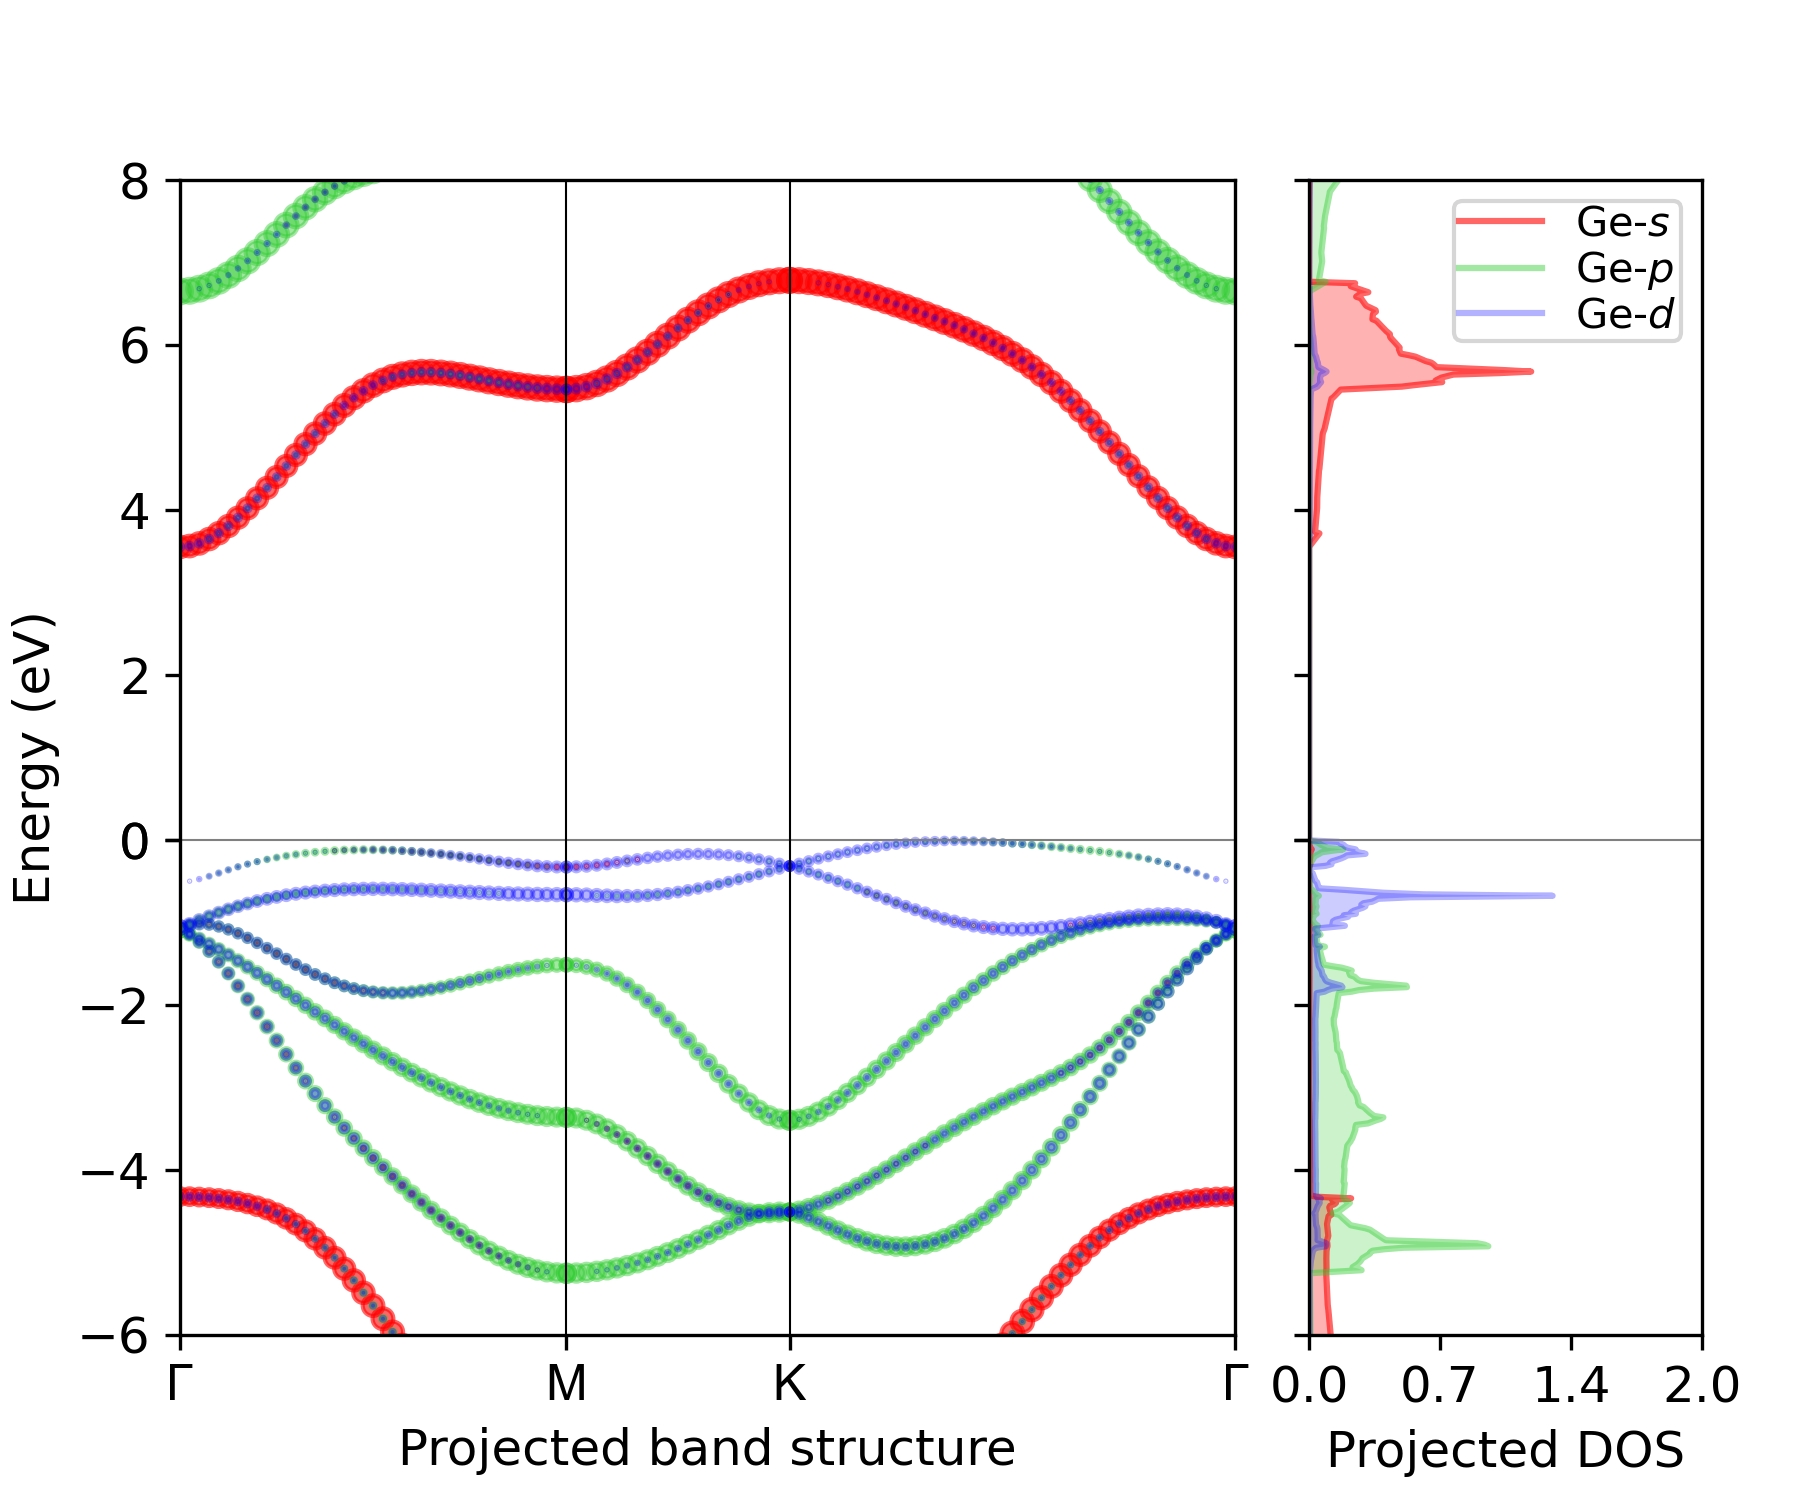 8
6
4
2
0
−2
−4
−6
Energy (eV)
Γ
M
K
Γ
Projected band structure
Ge-s
Ge-p
Ge-d
0.0
0.7
1.4
2.0
Projected DOS